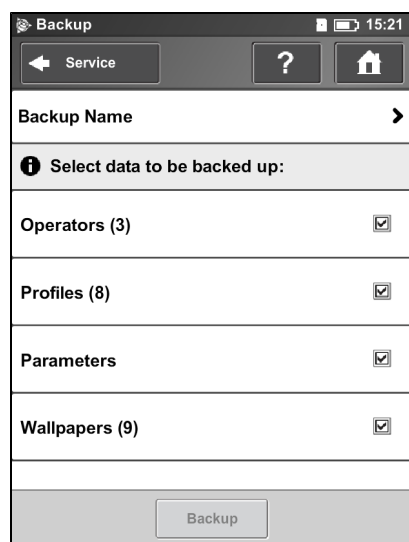 Backup
15:21
Service
?
Backup Name
Select data to be backed up:
Operators (3)
Profiles (8)
Parameters
Wallpapers (9)
Backup